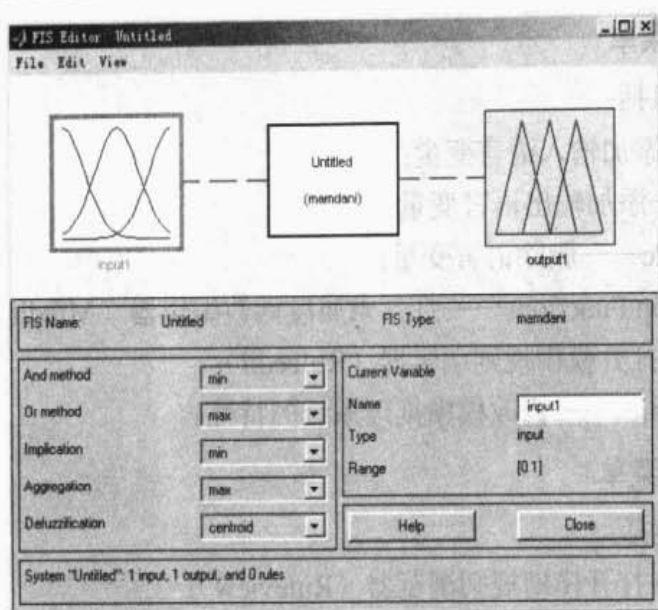 FIS Editor Untitled
File Edit View
Untitled
(mamdani)
input1
output1
FIS Name: Untitled FIS Type: mamdani
And method min
Or method max
Implication min
Aggregation max
Defuzzification centroid
Current Variable
Name input1
Type input
Range [0.1]
Help Close
System "Untitled": 1 input, 1 output, and 0 rules